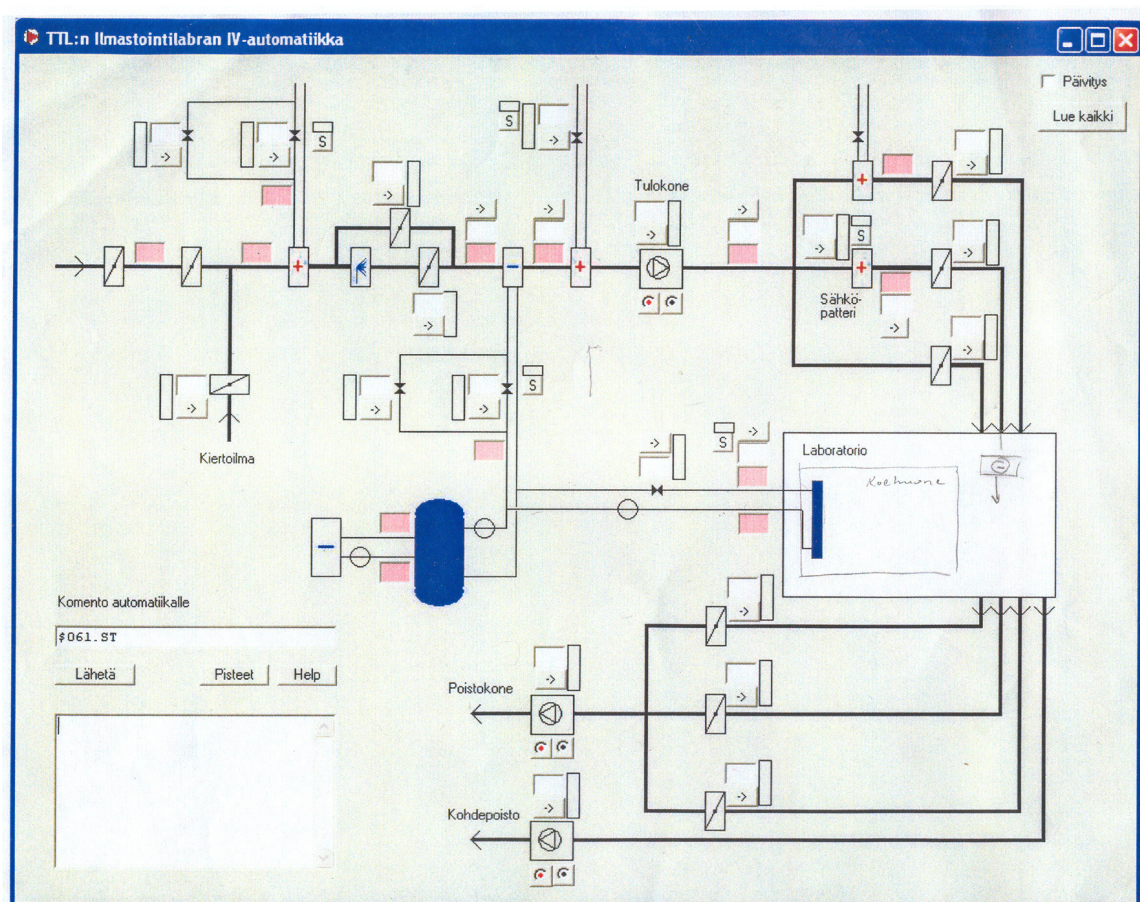 TTL:n Ilmastointilabran IV-automatiikka
Päivitys
Lue kaikki
S
S
Tulokone
S
Sähkö-
patteri
S
Kiertoilma
S
Laboratorio
Koehuone
Komento automatiikalle
$061.ST
Lähetä
Pisteet
Help
Poistokone
Kohdepoisto